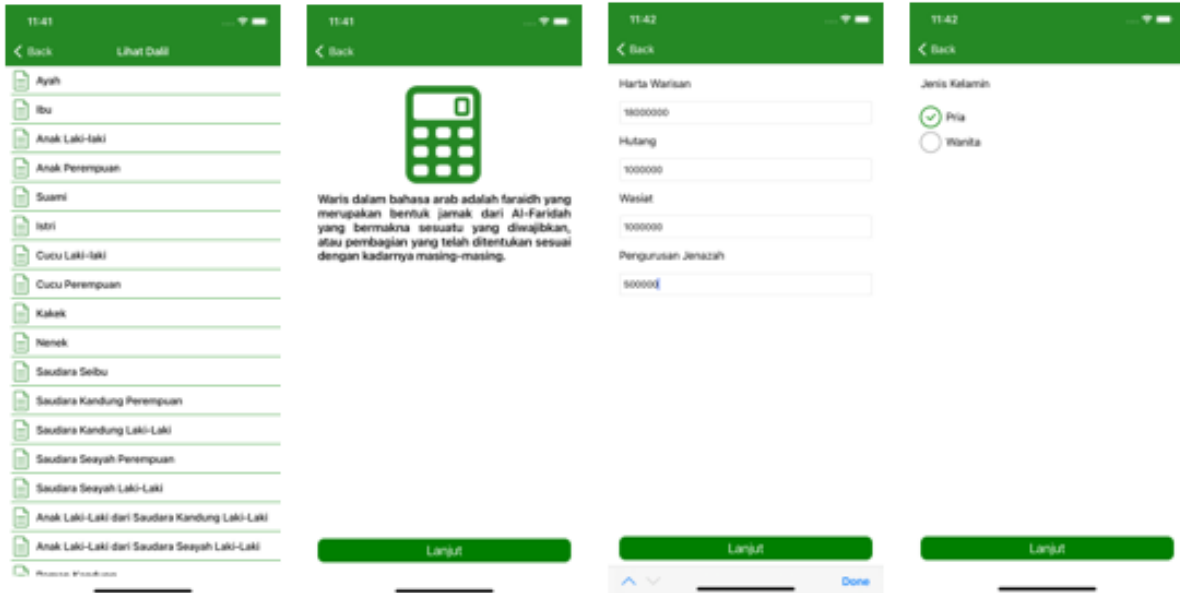 11:41
Back
Lihat Dalil
Ayah
Ibu
Anak Laki-laki
Anak Perempuan
Suami
Istri
Cucu Laki-laki
Cucu Perempuan
Kakek
Nenek
Saudara Seibu
Saudara Kandung Perempuan
Saudara Kandung Laki-Laki
Saudara Seayah Perempuan
Saudara Seayah Laki-Laki
Anak Laki-Laki dari Saudara Kandung Laki-Laki
Anak Laki-Laki dari Saudara Seayah Laki-Laki
11:41
Back
0
Waris dalam bahasa arab adalah faraidh yang
merupakan bentuk jamak dari Al-Faridah
yang bermakna sesuatu yang diwajibkan,
atau pembagian yang telah ditentukan sesuai
dengan kadarnya masing-masing.
Lanjut
11:42
Back
Harta Warisan
18000000
Hutang
1000000
Wasiat
1000000
Pengurusan Jenazah
500000
Lanjut
Done
11:42
Back
Jenis Kelamin
Pria
Wanita
Lanjut